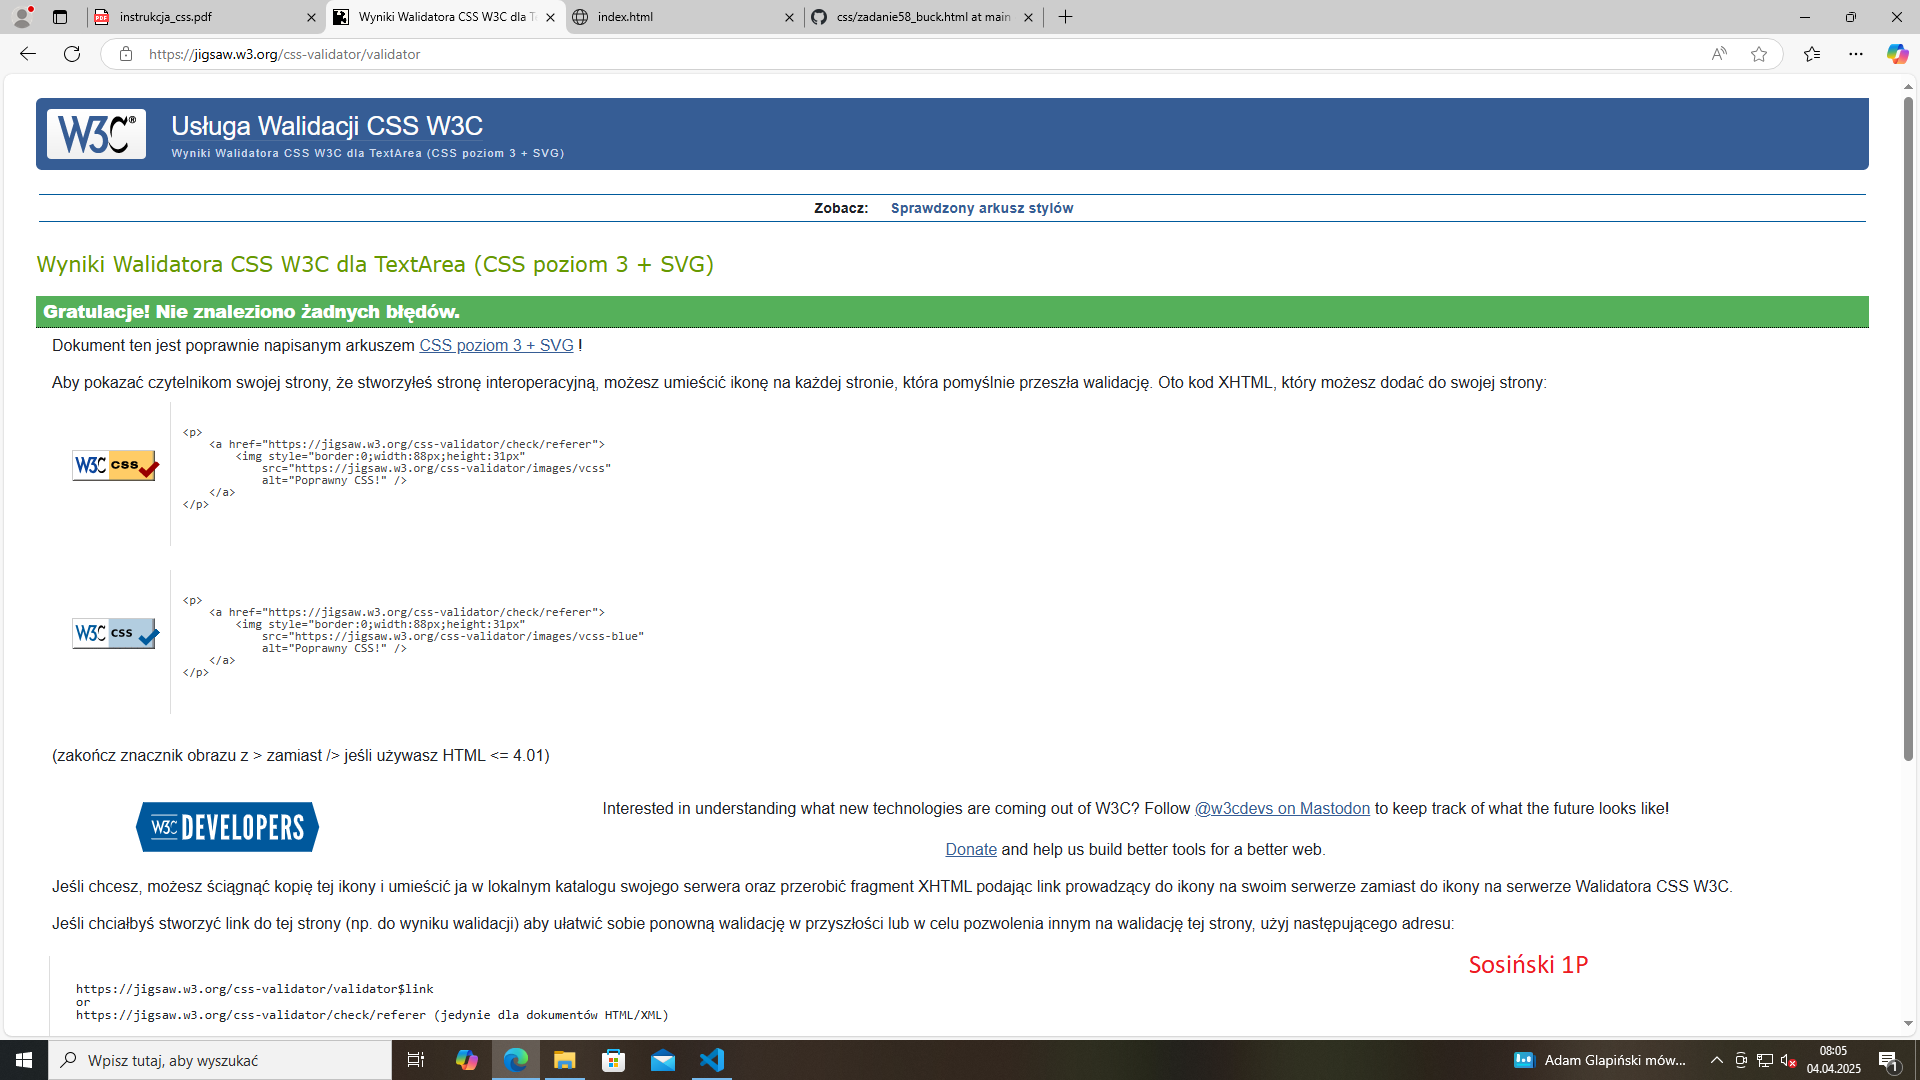 instrukcja_css.pdf
Wyniki Walidatora CSS W3C dla Te
index.html
css/zadanie58_buck.html at main
https://jigsaw.w3.org/css-validator/validator
W3C®
Usługa Walidacji CSS W3C
Wyniki Walidatora CSS W3C dla TextArea (CSS poziom 3 + SVG)
Zobacz: Sprawdzony arkusz stylów
Wyniki Walidatora CSS W3C dla TextArea (CSS poziom 3 + SVG)
Gratulacje! Nie znaleziono żadnych błędów.
Dokument ten jest poprawnie napisanym arkuszem CSS poziom 3 + SVG !
Aby pokazać czytelnikom swojej strony, że stworzyłeś stronę interoperacyjną, możesz umieścić ikonę na każdej stronie, która pomyślnie przeszła walidację. Oto kod XHTML, który możesz dodać do swojej strony:
W3C css
<p>
<a href="https://jigsaw.w3.org/css-validator/check/referer">
<img style="border:0;width:88px;height:31px"
src="https://jigsaw.w3.org/css-validator/images/vcss"
alt="Poprawny CSS!" />
</a>
</p>
W3C css
<p>
<a href="https://jigsaw.w3.org/css-validator/check/referer">
<img style="border:0;width:88px;height:31px"
src="https://jigsaw.w3.org/css-validator/images/vcss-blue"
alt="Poprawny CSS!" />
</a>
</p>
(zakończ znacznik obrazu z > zamiast /> jeśli używasz HTML <= 4.01)
W3C DEVELOPERS
Interested in understanding what new technologies are coming out of W3C? Follow @w3cdevs on Mastodon to keep track of what the future looks like!
Donate and help us build better tools for a better web.
Jeśli chcesz, możesz ściągnąć kopię tej ikony i umieścić ja w lokalnym katalogu swojego serwera oraz przerobić fragment XHTML podając link prowadzący do ikony na swoim serwerze zamiast do ikony na serwerze Walidatora CSS W3C.
Jeśli chciałbyś stworzyć link do tej strony (np. do wyniku walidacji) aby ułatwić sobie ponowną walidację w przyszłości lub w celu pozwolenia innym na walidację tej strony, użyj następującego adresu:
Sosiński 1P
https://jigsaw.w3.org/css-validator/validator$link
or
https://jigsaw.w3.org/css-validator/check/referer (jedynie dla dokumentów HTML/XML)
Wpisz tutaj, aby wyszukać
Adam Glapiński mów...
08:05
04.04.2025
1